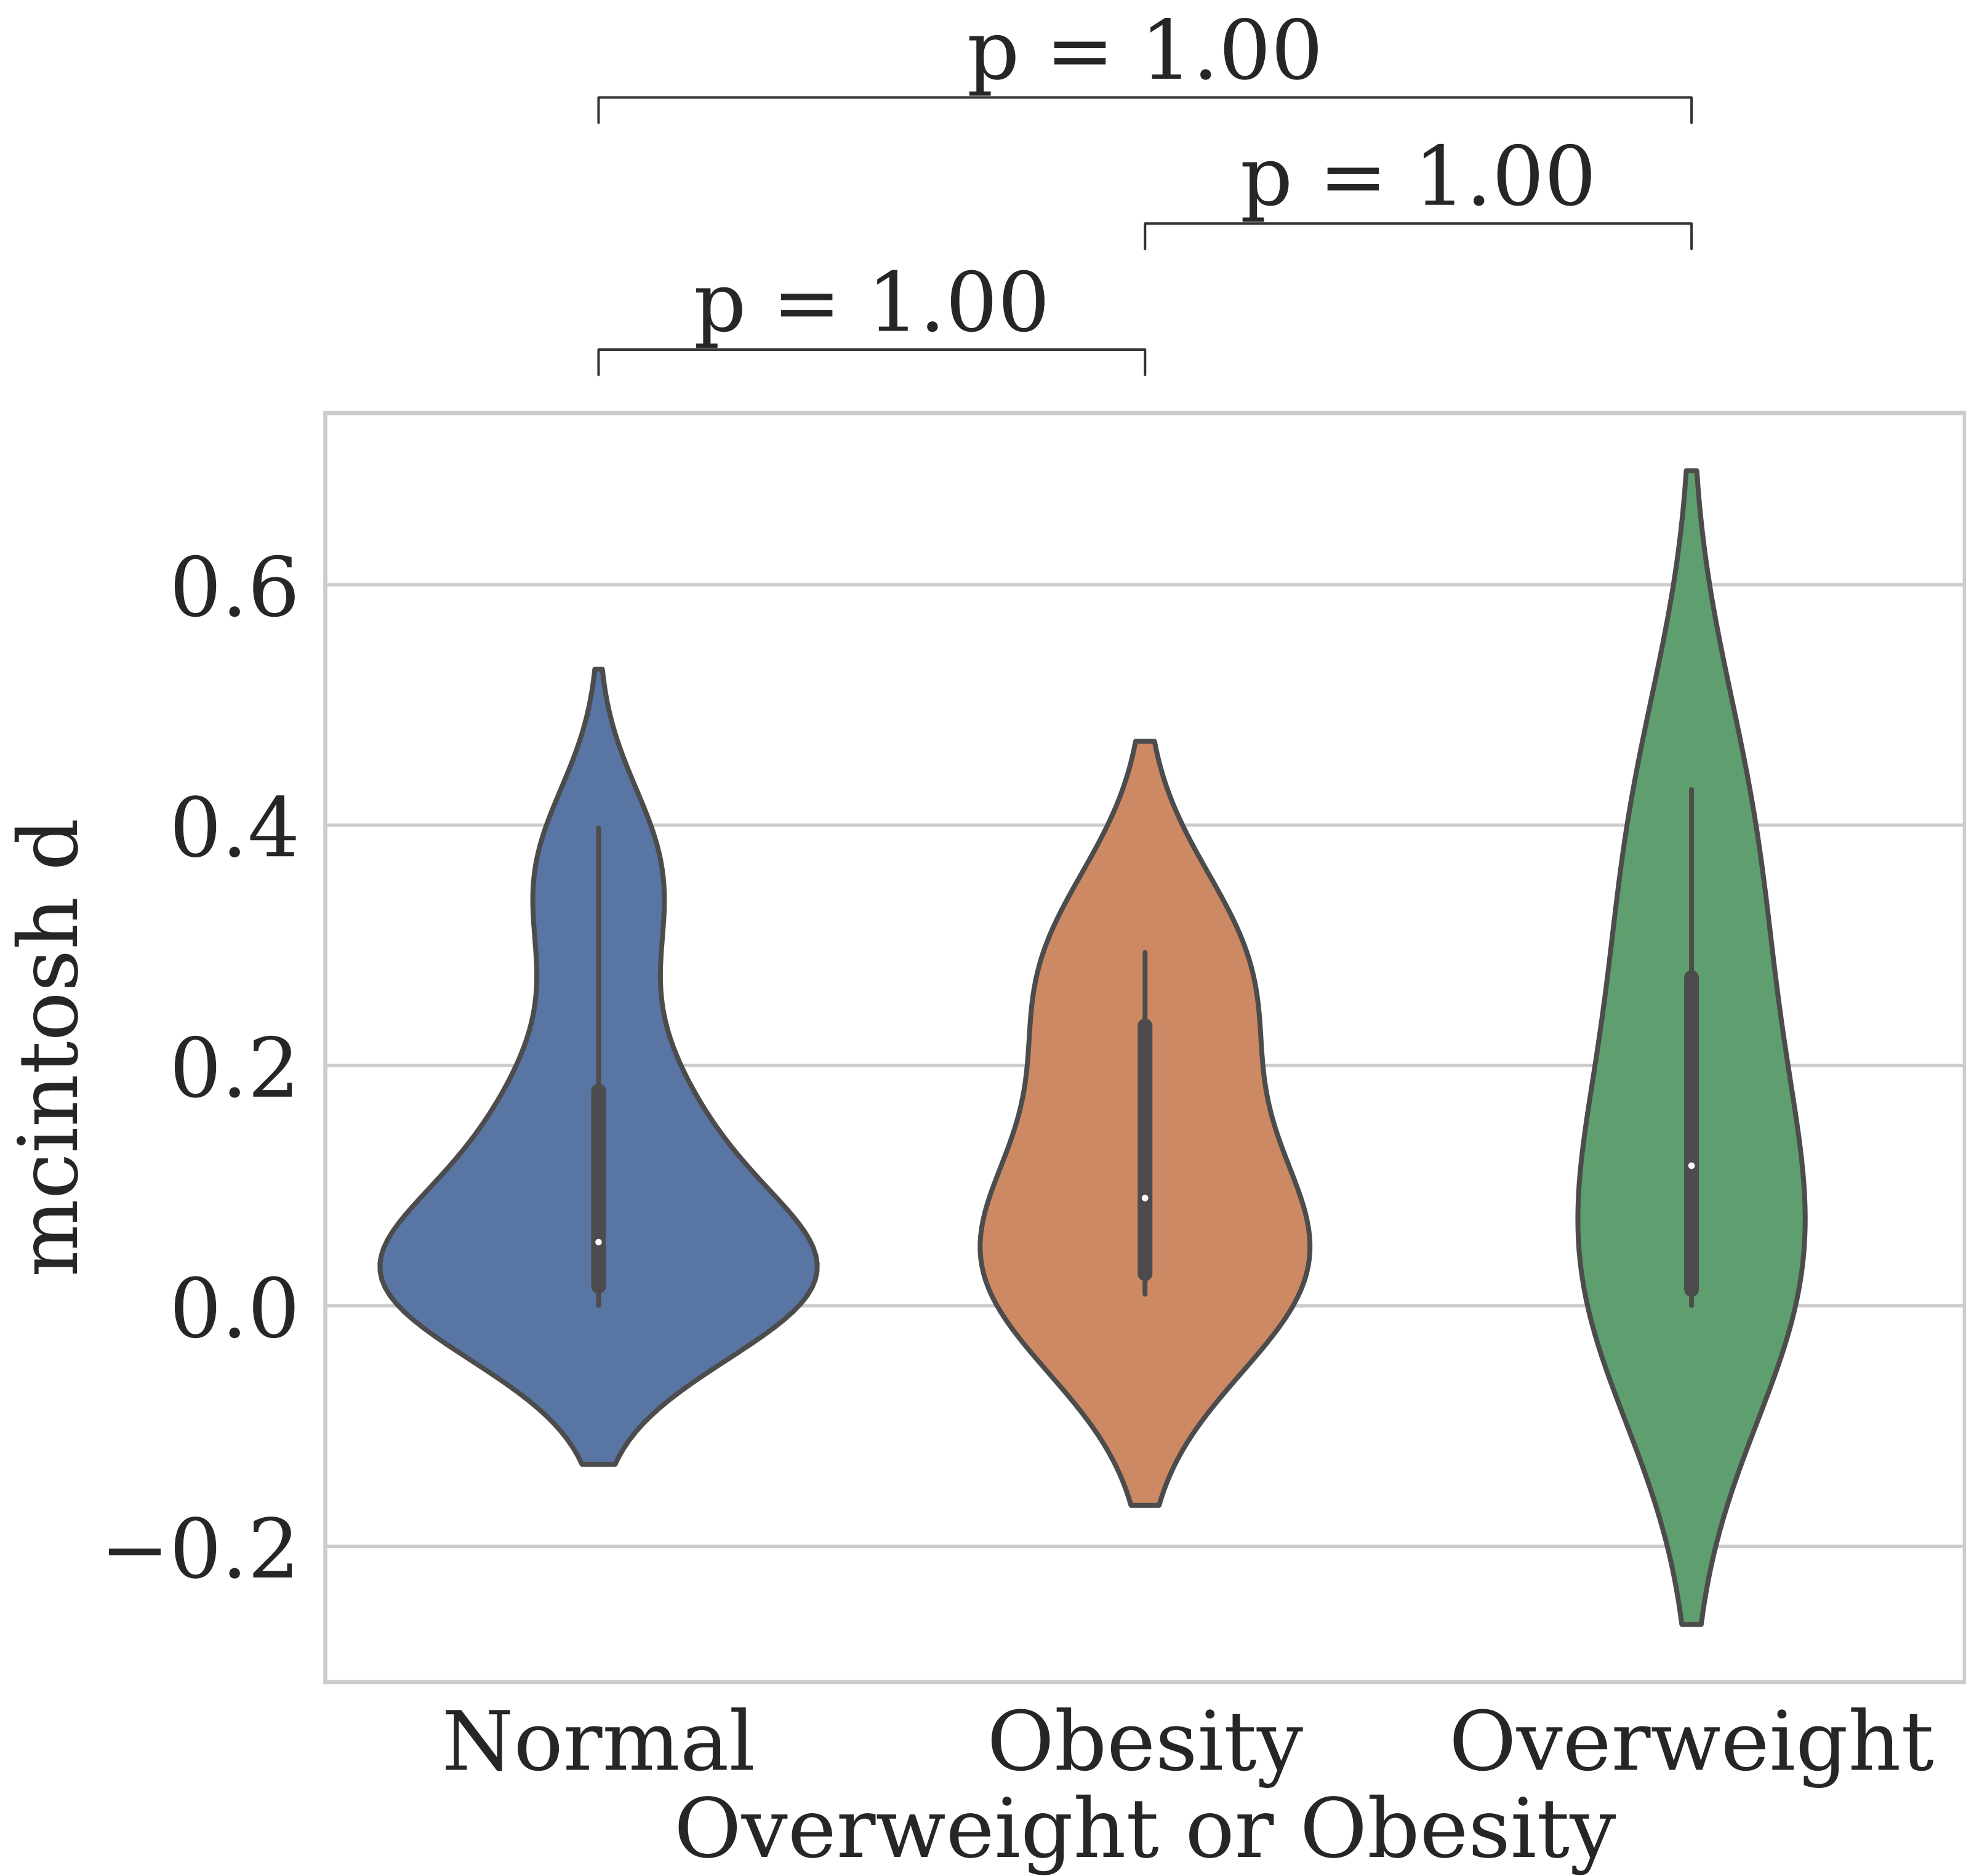 p = 1.00
p = 1.00
p = 1.00
0.6
0.4
0.2
0.0
−0.2
mcintosh d
Normal
Obesity
Overweight
Overweight or Obesity